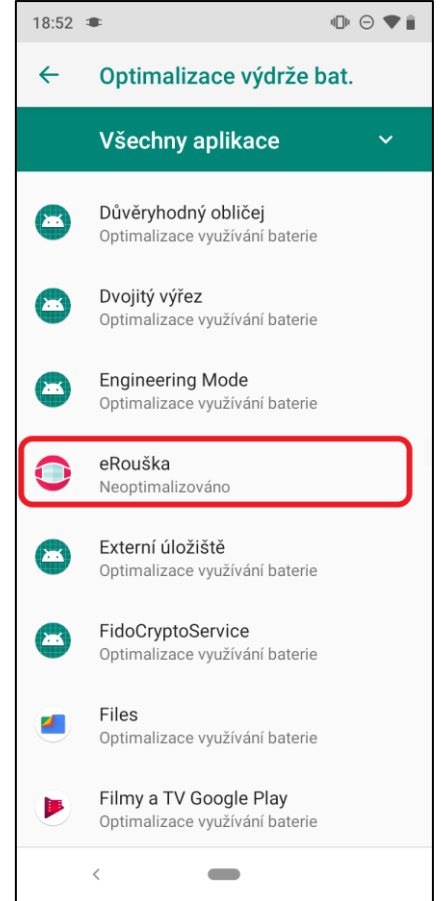 18:52
Optimalizace výdrže bat.
Všechny aplikace
Důvěryhodný obličej
Optimalizace využívání baterie
Dvojitý výřez
Optimalizace využívání baterie
Engineering Mode
Optimalizace využívání baterie
eRouška
Neoptimalizováno
Externí úložiště
Optimalizace využívání baterie
FidoCryptoService
Optimalizace využívání baterie
Files
Optimalizace využívání baterie
Filmy a TV Google Play
Optimalizace využívání baterie